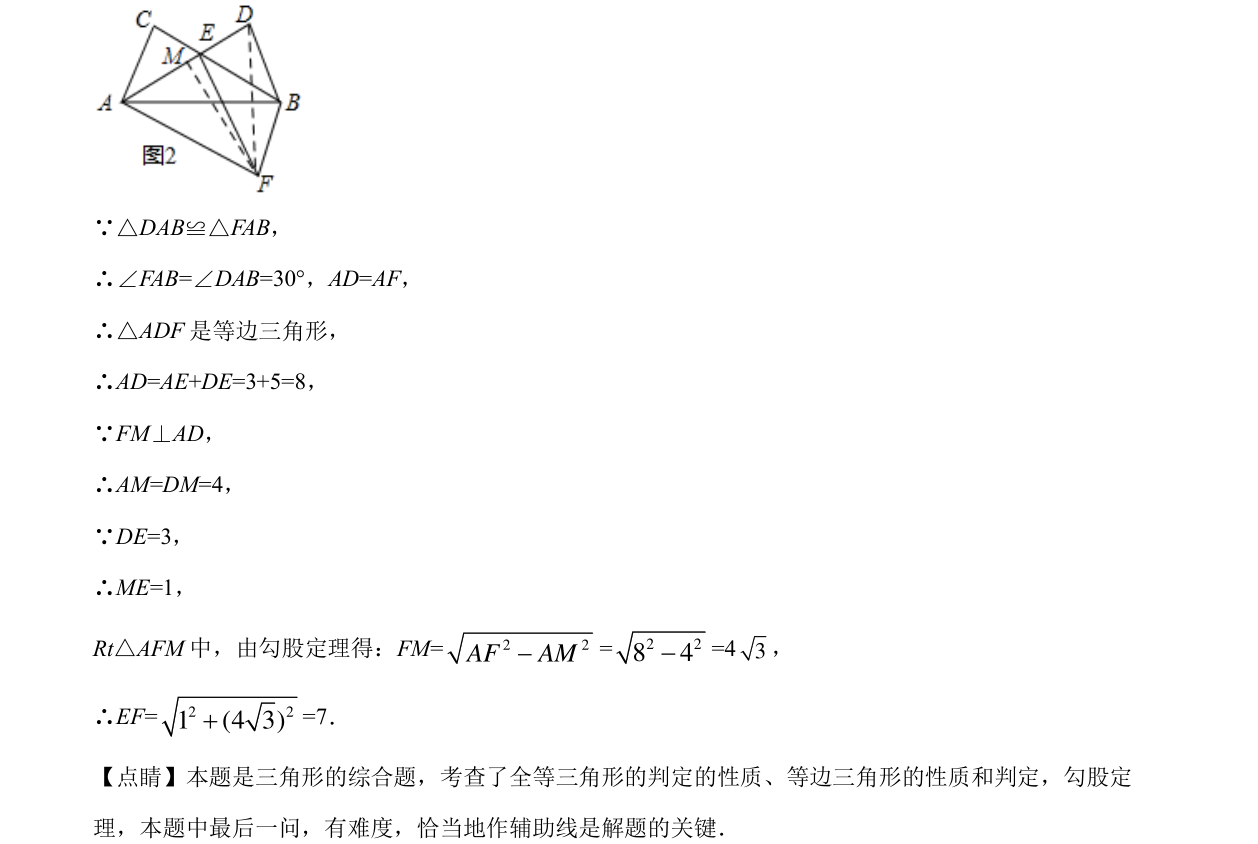 C
D
E
M
A
B
图2
F
∵△DAB≌△FAB，
∴∠FAB=∠DAB=30°，AD=AF，
∴△ADF 是等边三角形，
∴AD=AE+DE=3+5=8，
∵FM⊥AD，
∴AM=DM=4，
∵DE=3，
∴ME=1，
Rt△AFM 中，由勾股定理得：FM=√(AF²－AM²)=√(8²－4²)=4√3，
∴EF=√(1²+(4√3)²)=7．
【点睛】本题是三角形的综合题，考查了全等三角形的判定的性质、等边三角形的性质和判定，勾股定
理，本题中最后一问，有难度，恰当地作辅助线是解题的关键．